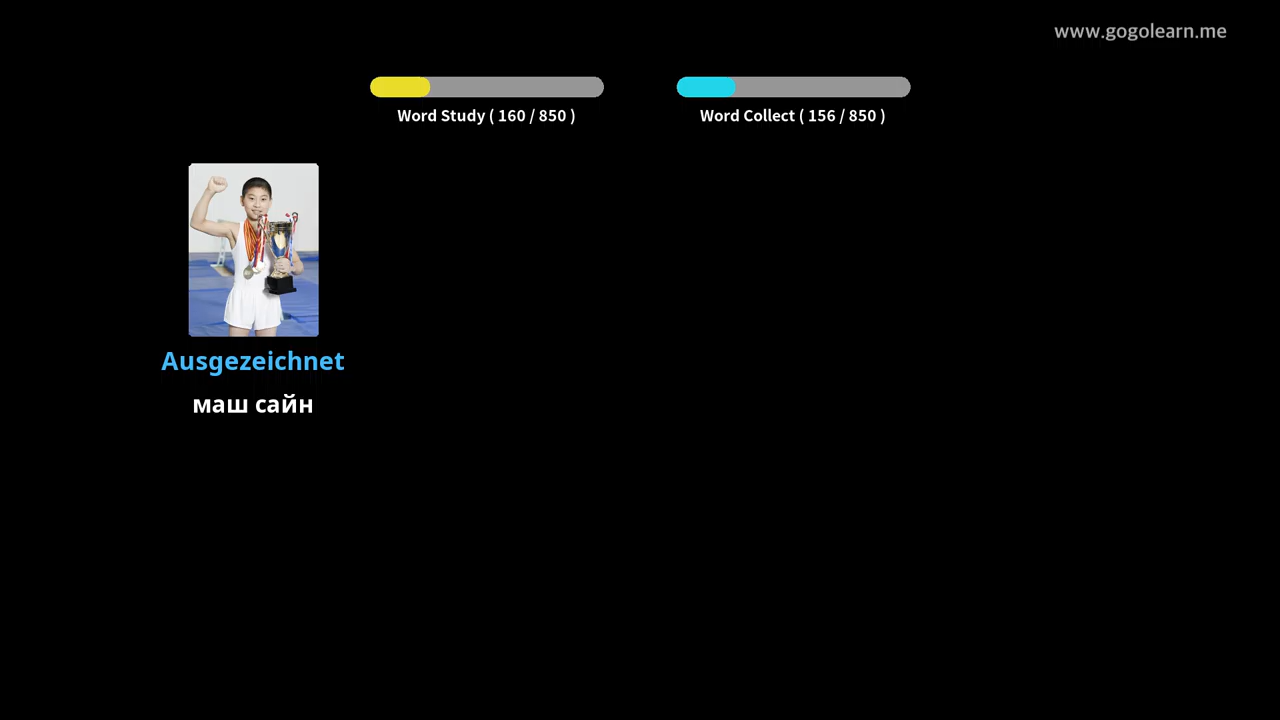 www.gogolearn.me
Word Study ( 160 / 850 )
Word Collect ( 156 / 850 )
Ausgezeichnet
маш сайн